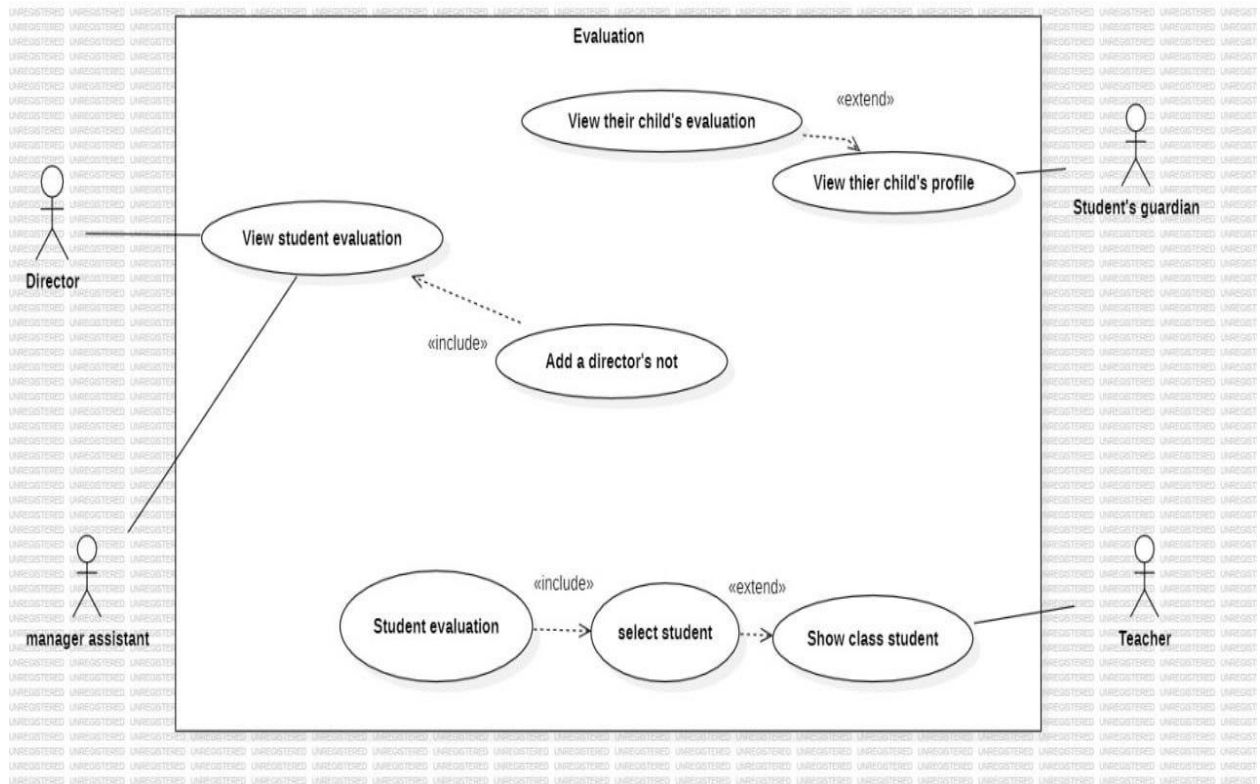 Evaluation
«extend»
View their child's evaluation
View thier child's profile
Student's guardian
View student evaluation
Director
«include»
Add a director's not
«include»
«extend»
Student evaluation
select student
Show class student
manager assistant
Teacher
UNREGISTERED